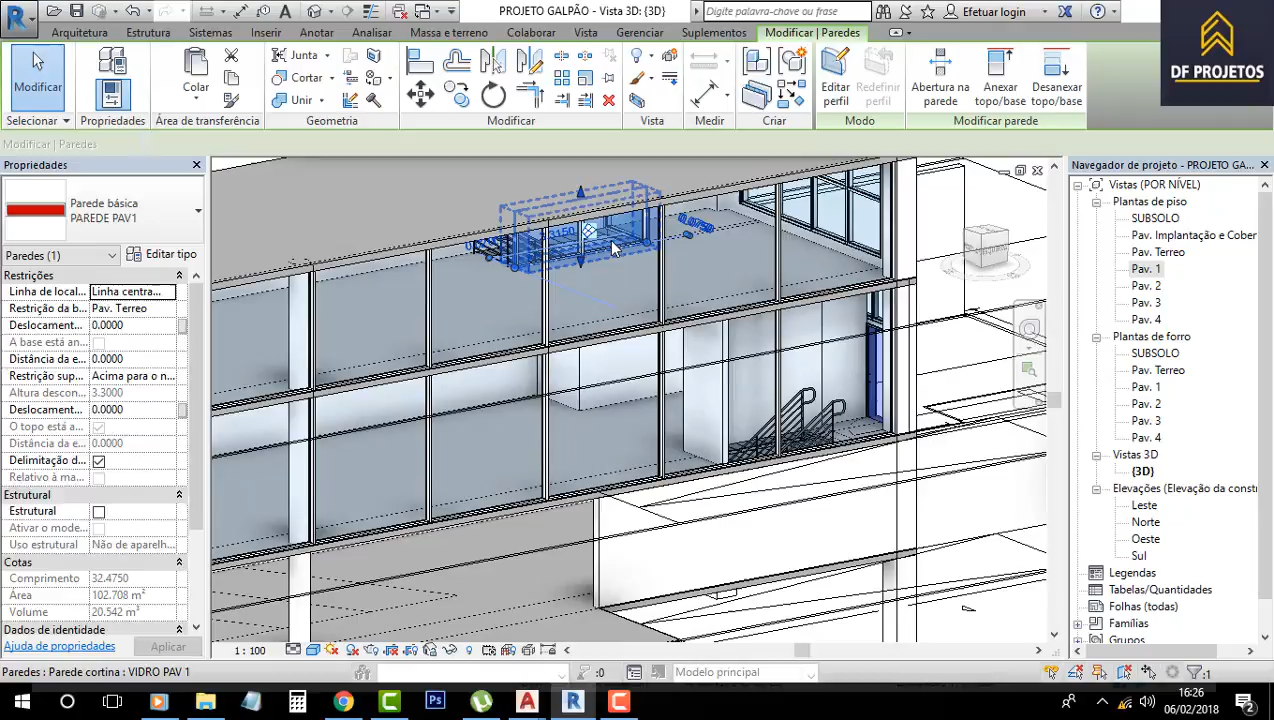 PROJETO GALPÃO - Vista 3D: {3D}
Digite palavra-chave ou frase
Efetuar login
Arquitetura Estrutura Sistemas Inserir Anotar Analisar Massa e terreno Colaborar Vista Gerenciar Suplementos Modificar | Paredes
DF PROJETOS
Modificar
Colar
Junta
Cortar
Unir
Editar perfil
Redefinir perfil
Abertura na parede
Anexar topo/base
Desanexar topo/base
Selecionar Propriedades Área de transferência Geometria Modificar Vista Medir Criar Modo Modificar parede
Modificar | Paredes
Propriedades
Parede básica
PAREDE PAV1
Paredes (1) Editar tipo
Restrições
Linha de local... Linha centra...
Restrição da b... Pav. Terreo
Deslocament... 0.0000
A base está an...
Distância da e... 0.0000
Restrição sup... Acima para o n...
Altura descon... 3.3000
Deslocament... 0.0000
O topo está a...
Distância da e... 0.0000
Delimitação d...
Relativo à ma...
Estrutural
Estrutural
Ativar o mode...
Uso estrutural Não de aparelh...
Cotas
Comprimento 32.4750
Área 102.708 m²
Volume 20.542 m³
Dados de identidade
Ajuda de propriedades Aplicar
1 : 100
Navegador de projeto - PROJETO GA...
Vistas (POR NÍVEL)
Plantas de piso
SUBSOLO
Pav. Implantação e Cober
Pav. Terreo
Pav. 1
Pav. 2
Pav. 3
Pav. 4
Plantas de forro
SUBSOLO
Pav. Terreo
Pav. 1
Pav. 2
Pav. 3
Pav. 4
Vistas 3D
{3D}
Elevações (Elevação da constr
Leste
Norte
Oeste
Sul
Legendas
Tabelas/Quantidades
Folhas (todas)
Famílias
Grupos
Paredes : Parede cortina : VIDRO PAV 1
:0
Modelo principal
:1
16:26
06/02/2018